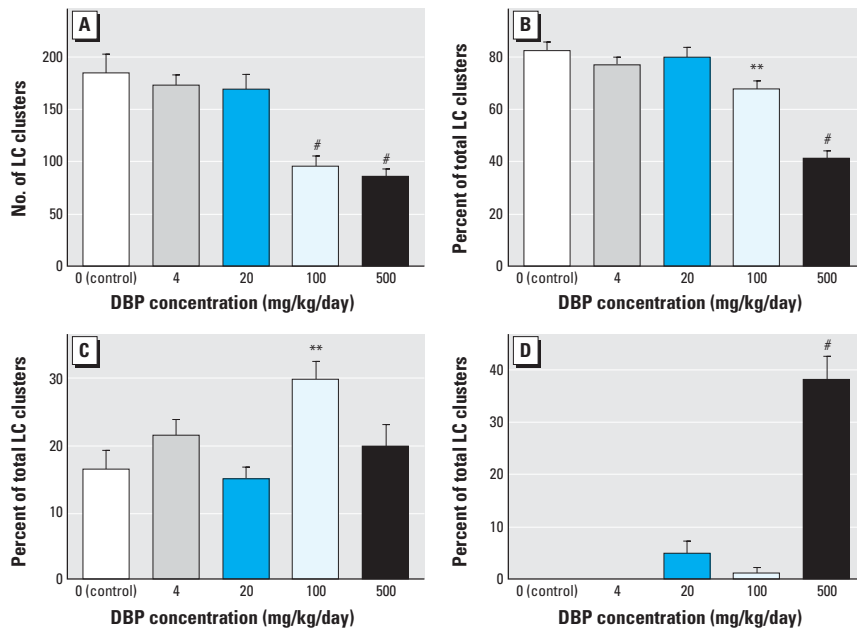 A
No. of LC clusters
200
150
100
50
0
#
#
0 (control) 4 20 100 500
DBP concentration (mg/kg/day)
B
Percent of total LC clusters
80
60
40
20
0
**
#
0 (control) 4 20 100 500
DBP concentration (mg/kg/day)
C
Percent of total LC clusters
30
20
10
0
**
0 (control) 4 20 100 500
DBP concentration (mg/kg/day)
D
Percent of total LC clusters
40
30
20
10
0
#
0 (control) 4 20 100 500
DBP concentration (mg/kg/day)